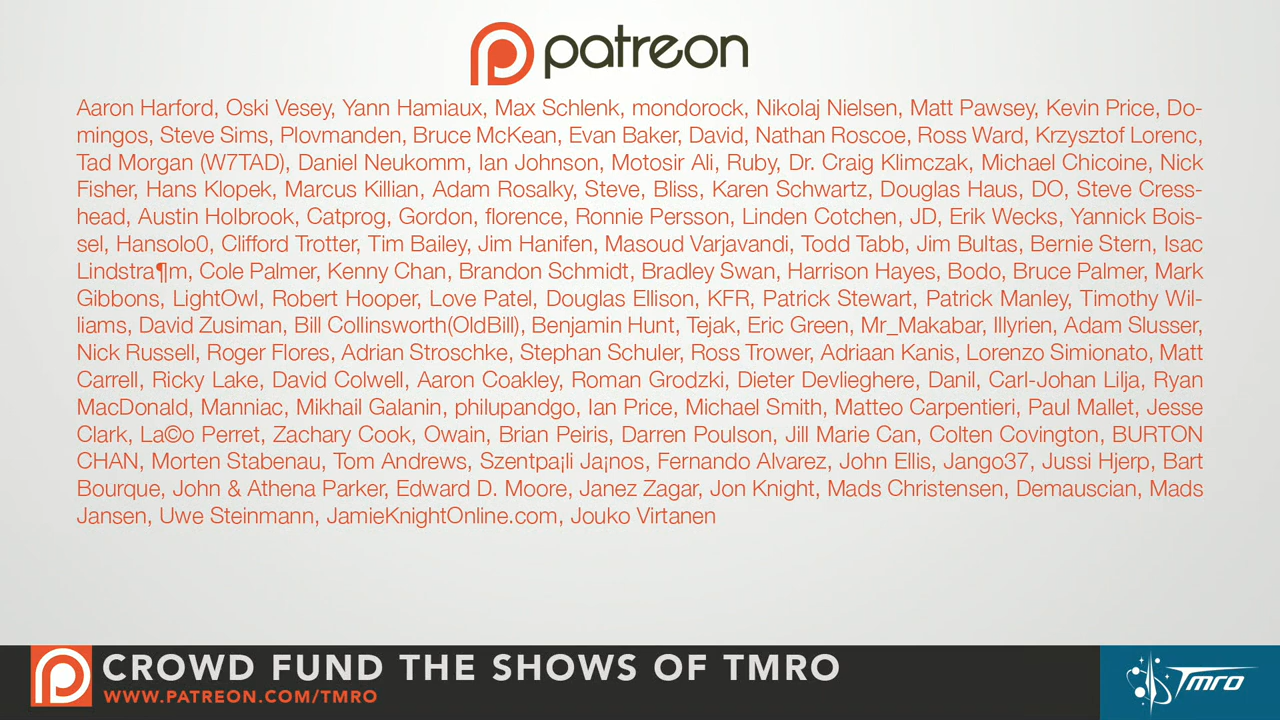 patreon
Aaron Harford, Oski Vesey, Yann Hamiaux, Max Schlenk, mondorock, Nikolaj Nielsen, Matt Pawsey, Kevin Price, Do-
mingos, Steve Sims, Plovmanden, Bruce McKean, Evan Baker, David, Nathan Roscoe, Ross Ward, Krzysztof Lorenc,
Tad Morgan (W7TAD), Daniel Neukomm, Ian Johnson, Motosir Ali, Ruby, Dr. Craig Klimczak, Michael Chicoine, Nick
Fisher, Hans Klopek, Marcus Killian, Adam Rosalky, Steve, Bliss, Karen Schwartz, Douglas Haus, DO, Steve Cress-
head, Austin Holbrook, Catprog, Gordon, florence, Ronnie Persson, Linden Cotchen, JD, Erik Wecks, Yannick Bois-
sel, Hansolo0, Clifford Trotter, Tim Bailey, Jim Hanifen, Masoud Varjavandi, Todd Tabb, Jim Bultas, Bernie Stern, Isac
Lindstra¶m, Cole Palmer, Kenny Chan, Brandon Schmidt, Bradley Swan, Harrison Hayes, Bodo, Bruce Palmer, Mark
Gibbons, LightOwl, Robert Hooper, Love Patel, Douglas Ellison, KFR, Patrick Stewart, Patrick Manley, Timothy Wil-
liams, David Zusiman, Bill Collinsworth(OldBill), Benjamin Hunt, Tejak, Eric Green, Mr_Makabar, Illyrien, Adam Slusser,
Nick Russell, Roger Flores, Adrian Stroschke, Stephan Schuler, Ross Trower, Adriaan Kanis, Lorenzo Simionato, Matt
Carrell, Ricky Lake, David Colwell, Aaron Coakley, Roman Grodzki, Dieter Devlieghere, Danil, Carl-Johan Lilja, Ryan
MacDonald, Manniac, Mikhail Galanin, philupandgo, Ian Price, Michael Smith, Matteo Carpentieri, Paul Mallet, Jesse
Clark, La©o Perret, Zachary Cook, Owain, Brian Peiris, Darren Poulson, Jill Marie Can, Colten Covington, BURTON
CHAN, Morten Stabenau, Tom Andrews, Szentpa¡li Ja¡nos, Fernando Alvarez, John Ellis, Jango37, Jussi Hjerp, Bart
Bourque, John & Athena Parker, Edward D. Moore, Janez Zagar, Jon Knight, Mads Christensen, Demauscian, Mads
Jansen, Uwe Steinmann, JamieKnightOnline.com, Jouko Virtanen
CROWD FUND THE SHOWS OF TMRO
WWW.PATREON.COM/TMRO
Tmro